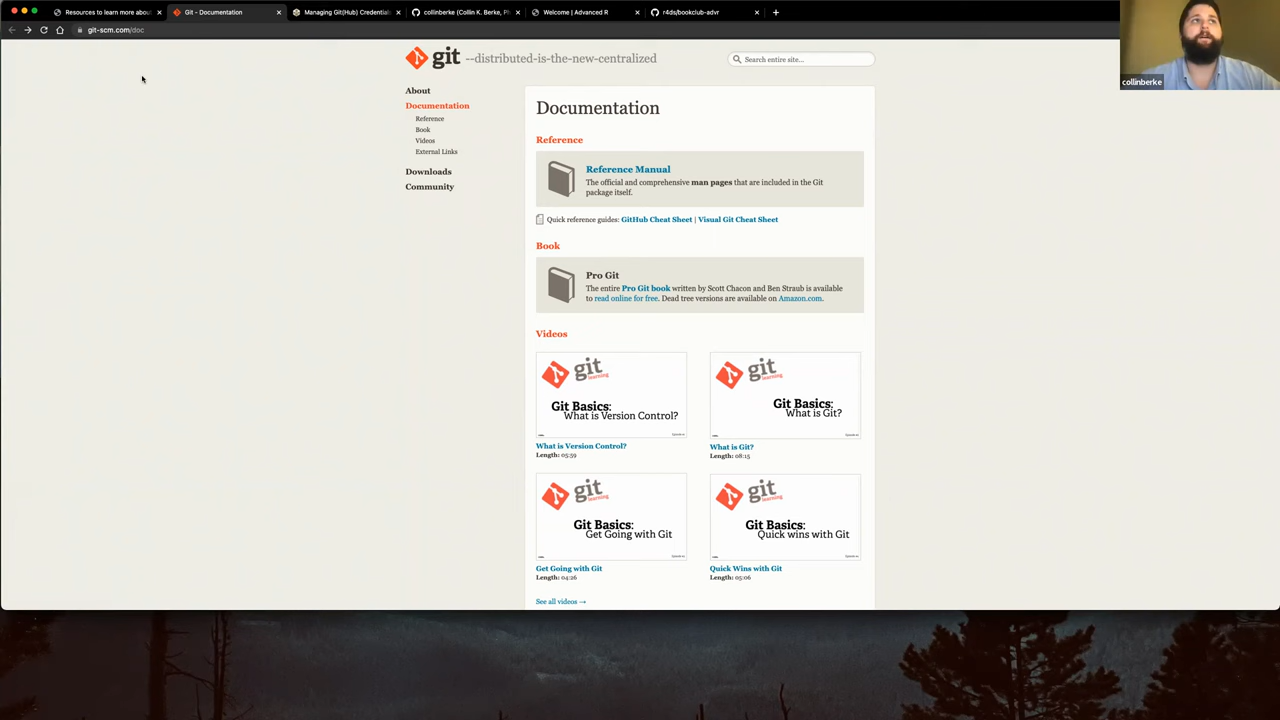 Resources to learn more about
Git - Documentation
Managing Git(Hub) Credential
collinberke (Collin K. Berke, Ph
Welcome | Advanced R
r4ds/bookclub-advr
git-scm.com/doc
git --distributed-is-the-new-centralized
Search entire site...
About
Documentation
Reference
Book
Videos
External Links
Downloads
Community
Documentation
Reference
Reference Manual
The official and comprehensive man pages that are included in the Git
package itself.
Quick reference guides: GitHub Cheat Sheet | Visual Git Cheat Sheet
Book
Pro Git
The entire Pro Git book written by Scott Chacon and Ben Straub is available
to read online for free. Dead tree versions are available on Amazon.com.
Videos
git learning
Git Basics:
What is Version Control?
What is Version Control?
Length: 05:59
git learning
Git Basics:
What is Git?
What is Git?
Length: 08:15
git learning
Git Basics:
Get Going with Git
Get Going with Git
Length: 04:26
git learning
Git Basics:
Quick wins with Git
Quick Wins with Git
Length: 05:06
See all videos →
collinberke